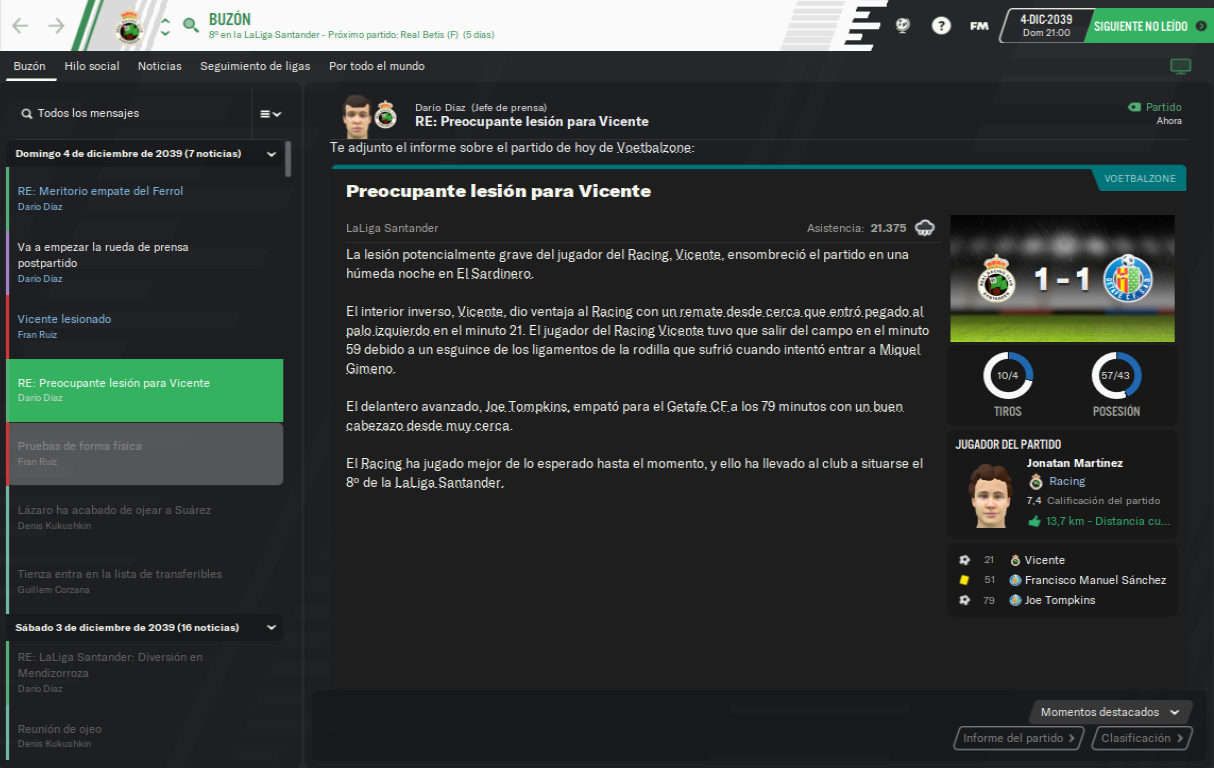 BUZÓN
8º en la LaLiga Santander - Próximo partido: Real Betis (F) (5 días)
FM
4-DIC-2039
Dom 21:00
SIGUIENTE NO LEÍDO
Buzón Hilo social Noticias Seguimiento de ligas Por todo el mundo
Todos los mensajes
Domingo 4 de diciembre de 2039 (7 noticias)
RE: Meritorio empate del Ferrol
Darío Díaz
Va a empezar la rueda de prensa
postpartido
Darío Díaz
Vicente lesionado
Fran Ruiz
RE: Preocupante lesión para Vicente
Darío Díaz
Pruebas de forma física
Fran Ruiz
Lázaro ha acabado de ojear a Suárez
Denis Kukushkin
Tienza entra en la lista de transferibles
Guillem Corzana
Sábado 3 de diciembre de 2039 (16 noticias)
RE: LaLiga Santander: Diversión en
Mendizorroza
Darío Díaz
Reunión de ojeo
Denis Kukushkin
Darío Díaz (Jefe de prensa)
RE: Preocupante lesión para Vicente
Partido
Ahora
Te adjunto el informe sobre el partido de hoy de Voetbalzone:
VOETBALZONE
Preocupante lesión para Vicente
LaLiga Santander
Asistencia: 21.375
La lesión potencialmente grave del jugador del Racing, Vicente, ensombreció el partido en una
húmeda noche en El Sardinero.
El interior inverso, Vicente, dio ventaja al Racing con un remate desde cerca que entró pegado al
palo izquierdo en el minuto 21. El jugador del Racing Vicente tuvo que salir del campo en el minuto
59 debido a un esguince de los ligamentos de la rodilla que sufrió cuando intentó entrar a Miquel
Gimeno.
El delantero avanzado, Joe Tompkins, empató para el Getafe CF a los 79 minutos con un buen
cabezazo desde muy cerca.
El Racing ha jugado mejor de lo esperado hasta el momento, y ello ha llevado al club a situarse el
8º de la LaLiga Santander.
1 - 1
10/4
57/43
TIROS
POSESIÓN
JUGADOR DEL PARTIDO
Jonatan Martínez
Racing
7,4 Calificación del partido
13,7 km - Distancia cu...
21 Vicente
51 Francisco Manuel Sánchez
79 Joe Tompkins
Momentos destacados
Informe del partido
Clasificación